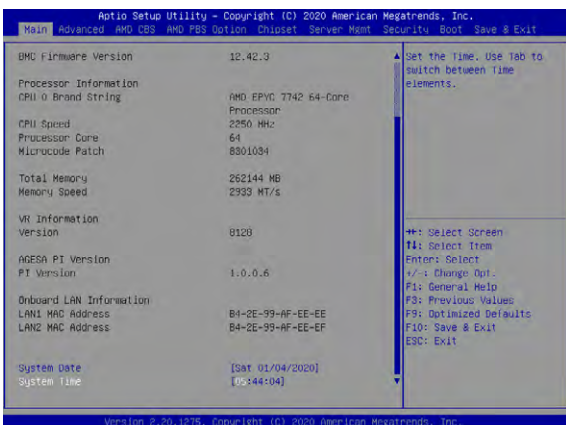 Aptio Setup Utility – Copyright (C) 2020 American Megatrends, Inc.
Main Advanced AMD CBS AMD PBS Option Chipset Server Mgmt Security Boot Save & Exit
BMC Firmware Version 12.42.3
Processor Information
CPU 0 Brand String AMD EPYC 7742 64-Core
Processor
CPU Speed 2250 MHz
Processor Core 64
Microcode Patch 8301034
Total Memory 262144 MB
Memory Speed 2933 MT/s
VR Information
Version 0120
AGESA PI Version
PI Version 1.0.0.6
Onboard LAN Information
LAN1 MAC Address B4-2E-99-AF-EE-EE
LAN2 MAC Address B4-2E-99-AF-EE-EF
System Date [Sat 01/04/2020]
System Time [05:44:04]
Set the Time. Use Tab to
switch between Time
elements.
→←: Select Screen
↑↓: Select Item
Enter: Select
+/-: Change Opt.
F1: General Help
F3: Previous Values
F9: Optimized Defaults
F10: Save & Exit
ESC: Exit
Version 2.20.1275. Copyright (C) 2020 American Megatrends, Inc.